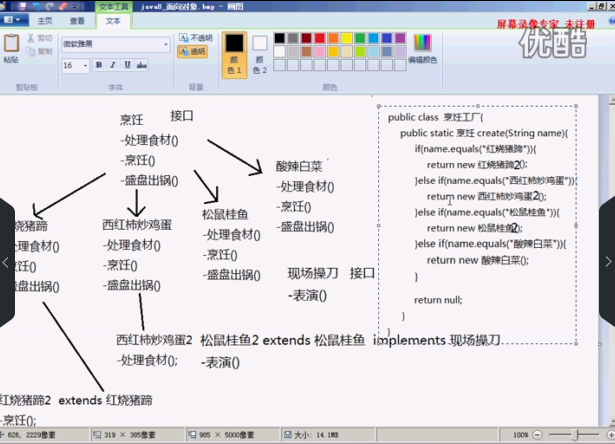 文本工具
java8_面向对象.bmp - 画图
主页
查看
文本
屏幕录像专家 未注册
优酷
粘贴
剪切
复制
微软雅黑
16
B I U abc
不透明
透明
颜色 1
颜色 2
编辑颜色
剪贴板
字体
背景
颜色
烹饪 接口
-处理食材()
-烹饪()
-盛盘出锅()
烧猪蹄
处理食材()
烹饪()
盛盘出锅()
西红柿炒鸡蛋
-处理食材()
-烹饪()
-盛盘出锅()
松鼠桂鱼
-处理食材()
-烹饪()
-盛盘出锅()
酸辣白菜
-处理食材()
-烹饪()
-盛盘出锅()
现场操刀 接口
-表演()
西红柿炒鸡蛋2
-处理食材();
松鼠桂鱼2 extends 松鼠桂鱼 implements 现场操刀
-表演()
红烧猪蹄2 extends 红烧猪蹄
-烹饪();
public class 烹饪工厂{
public static 烹饪 create(String name){
if(name.equals("红烧猪蹄")){
return new 红烧猪蹄2();
}else if(name.equals("西红柿炒鸡蛋")){
return new 西红柿炒鸡蛋2();
}else if(name.equals("松鼠桂鱼")){
return new 松鼠桂鱼2();
}else if(name.equals("酸辣白菜")){
return new 酸辣白菜();
}
return null;
}
}
626, 2229像素
319 × 385像素
985 × 5000像素
大小: 14.1MB
100%